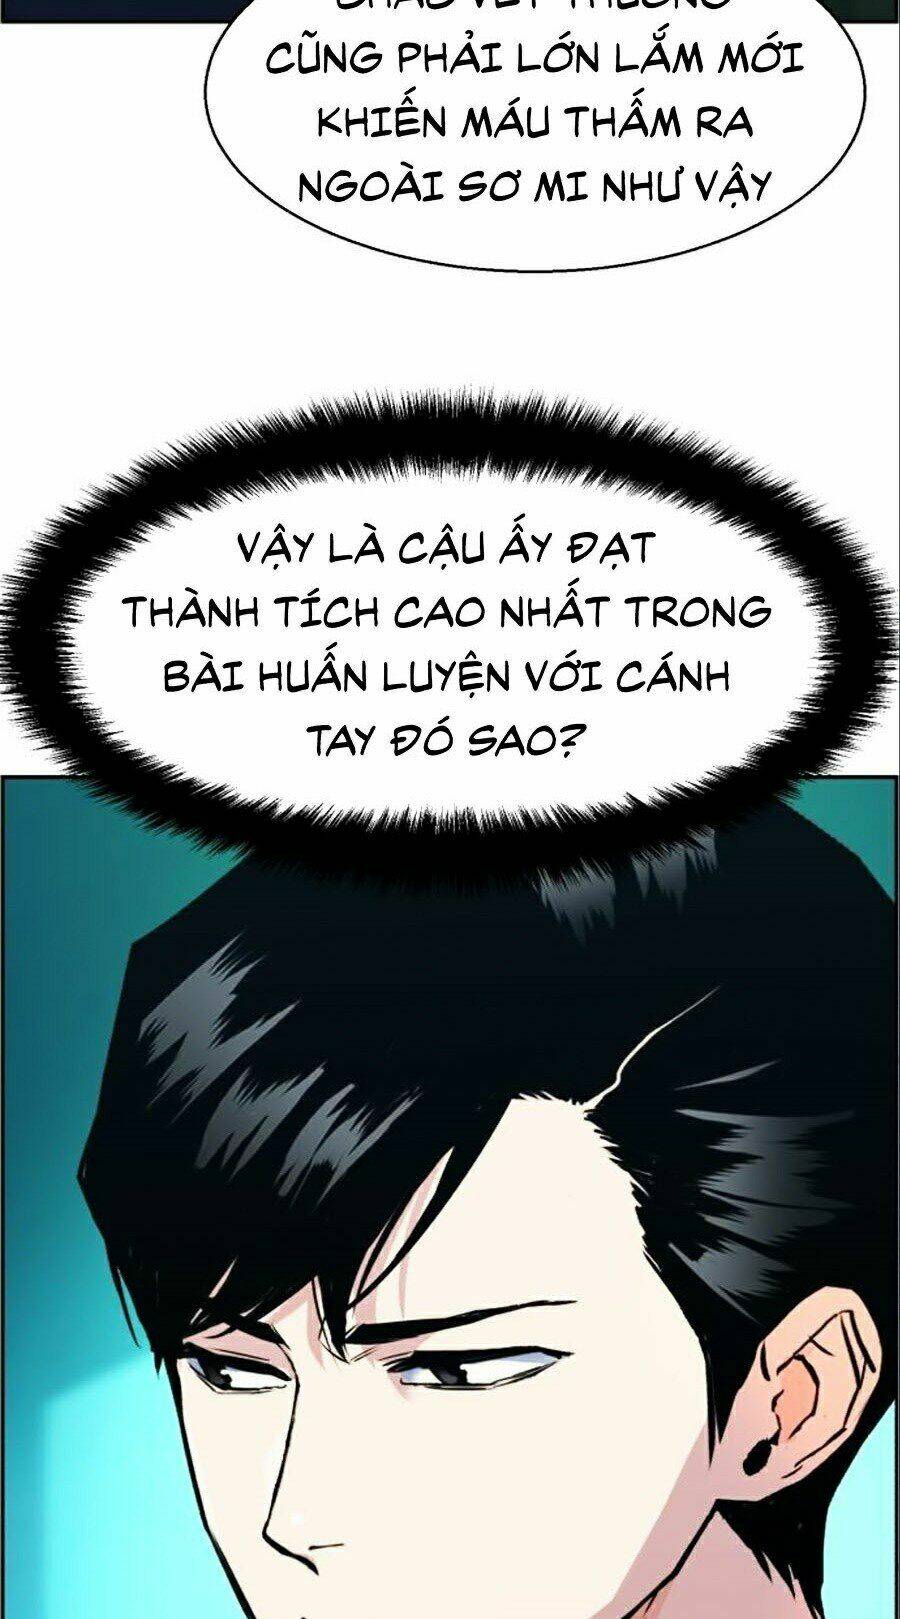 CŨNG PHẢI LỚN LẮM MỚI
KHIẾN MÁU THẤM RA
NGOÀI SƠ MI NHƯ VẬY
VẬY LÀ CẬU ẤY ĐẠT
THÀNH TÍCH CAO NHẤT TRONG
BÀI HUẤN LUYỆN VỚI CÁNH
TAY ĐÓ SAO?